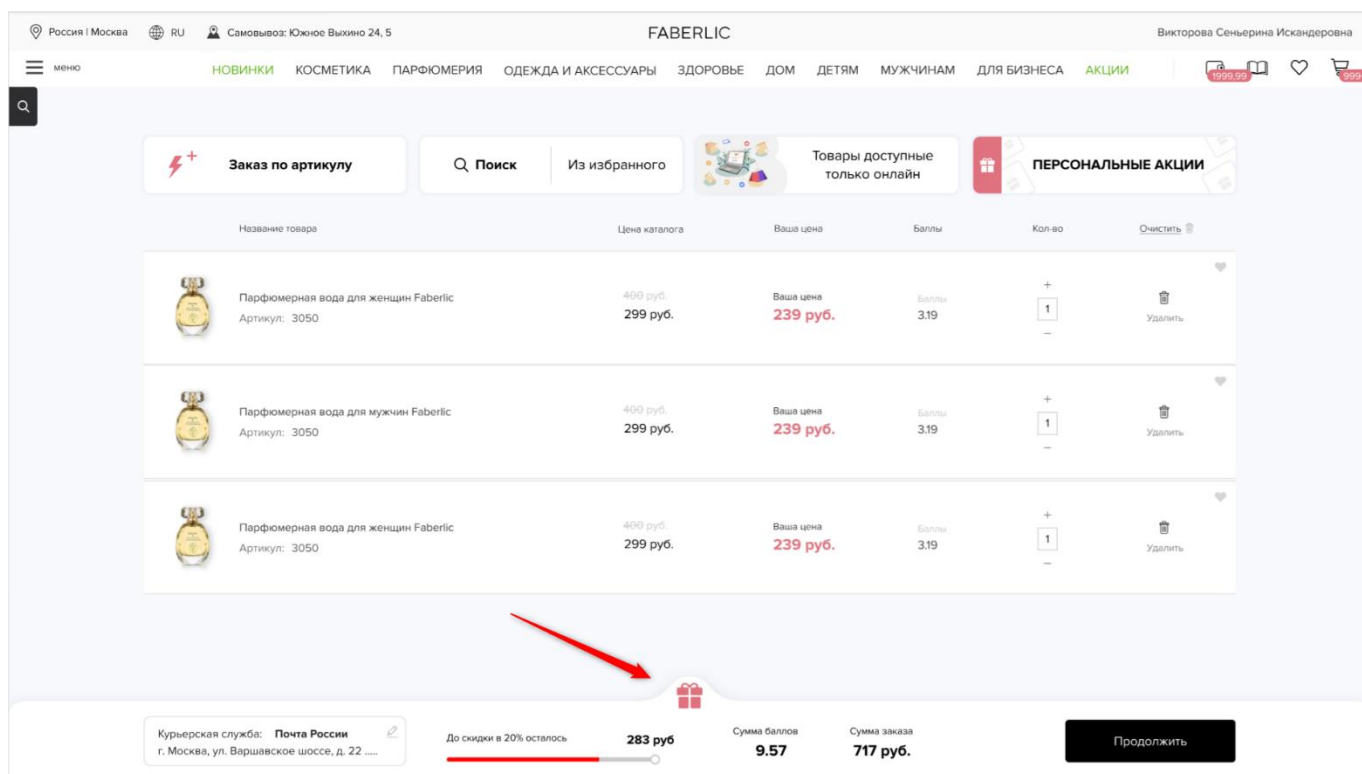 Россия | Москва RU Самовывоз: Южное Выхино 24, 5 FABERLIC Викторова Сеньерина Искандеровна
меню НОВИНКИ КОСМЕТИКА ПАРФЮМЕРИЯ ОДЕЖДА И АКСЕССУАРЫ ЗДОРОВЬЕ ДОМ ДЕТЯМ МУЖЧИНАМ ДЛЯ БИЗНЕСА АКЦИИ 1999,99 999
Заказ по артикулу Поиск Из избранного Товары доступные
только онлайн ПЕРСОНАЛЬНЫЕ АКЦИИ
Название товара Цена каталога Ваша цена Баллы Кол-во Очистить
Парфюмерная вода для женщин Faberlic 400 руб. Ваша цена Баллы +
Артикул: 3050 299 руб. 239 руб. 3.19 1 Удалить
–
Парфюмерная вода для мужчин Faberlic 400 руб. Ваша цена Баллы +
Артикул: 3050 299 руб. 239 руб. 3.19 1 Удалить
–
Парфюмерная вода для женщин Faberlic 400 руб. Ваша цена Баллы +
Артикул: 3050 299 руб. 239 руб. 3.19 1 Удалить
–
Курьерская служба: Почта России До скидки в 20% осталось 283 руб Сумма баллов Сумма заказа Продолжить
г. Москва, ул. Варшавское шоссе, д. 22 ..... 9.57 717 руб.